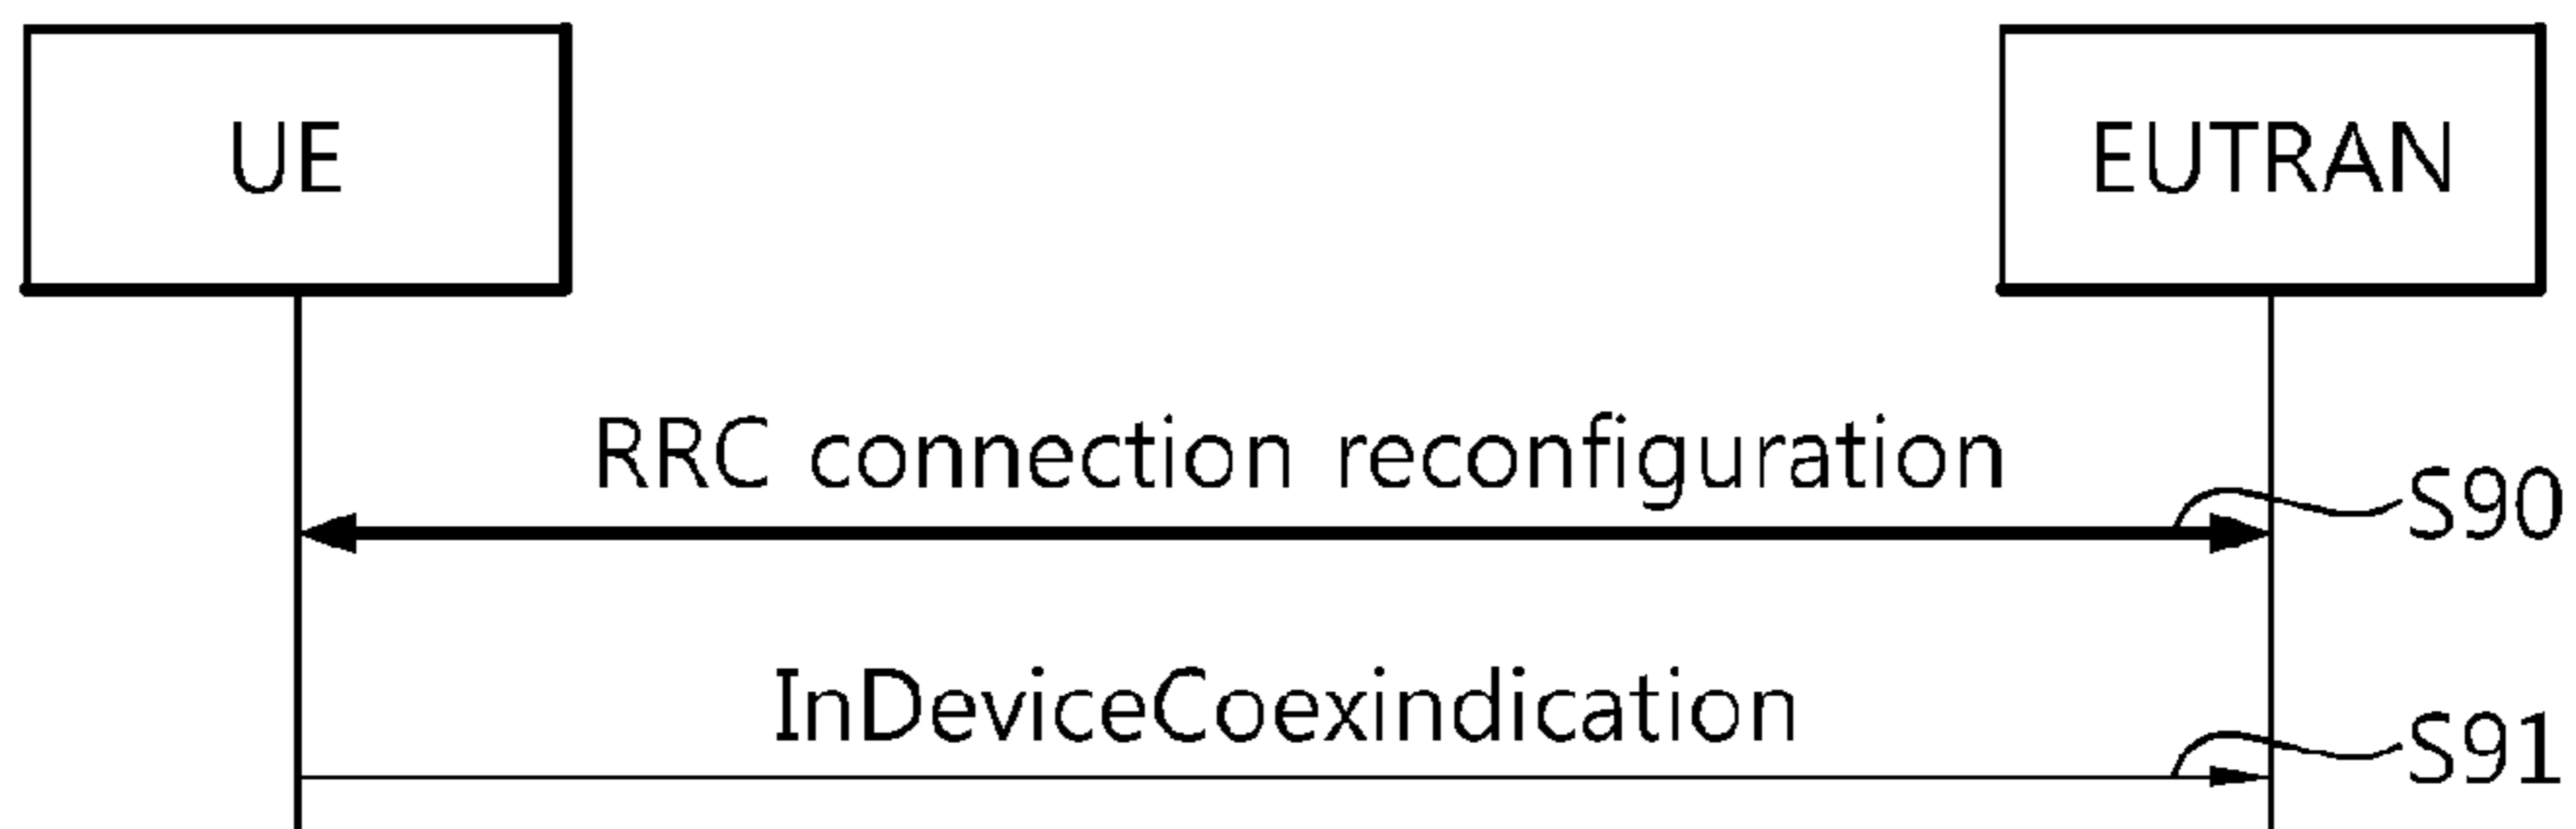 UE
EUTRAN
RRC connection reconfiguration
S90
InDeviceCoexindication
S91